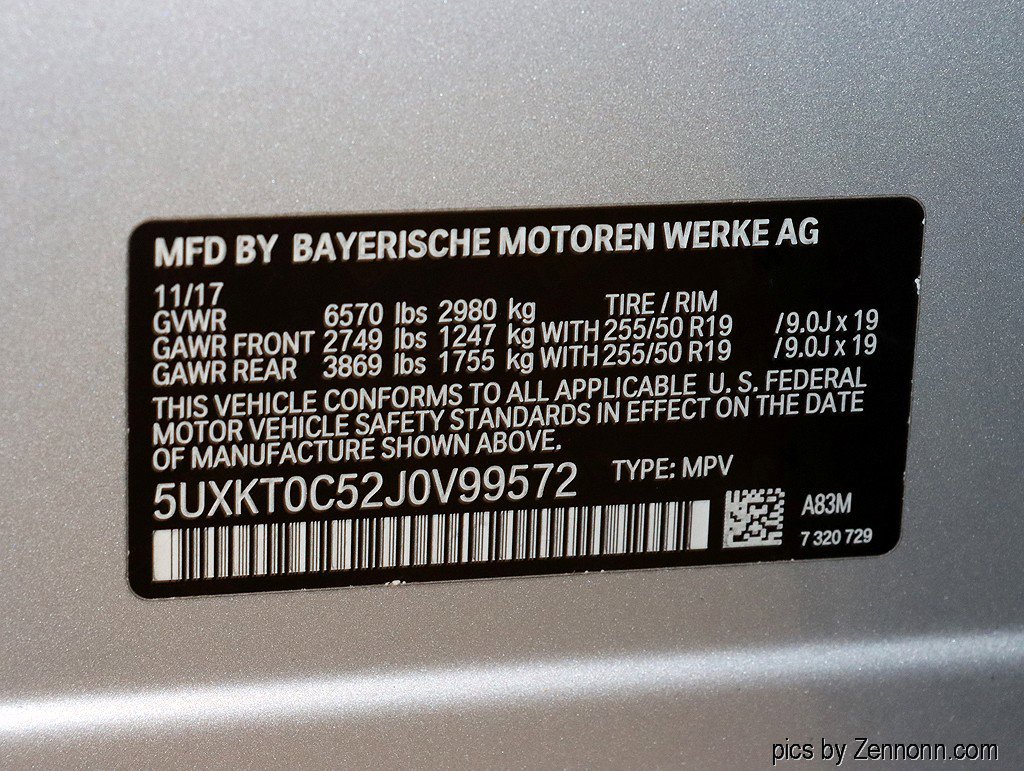 MFD BY BAYERISCHE MOTOREN WERKE AG
11/17 TIRE / RIM
GVWR 6570 lbs 2980 kg
GAWR FRONT 2749 lbs 1247 kg WITH 255/50 R19 /9.0J x 19
GAWR REAR 3869 lbs 1755 kg WITH 255/50 R19 /9.0J x 19
THIS VEHICLE CONFORMS TO ALL APPLICABLE U. S. FEDERAL
MOTOR VEHICLE SAFETY STANDARDS IN EFFECT ON THE DATE
OF MANUFACTURE SHOWN ABOVE.
5UXKT0C52J0V99572 TYPE: MPV
A83M
7 320 729
pics by Zennonn.com